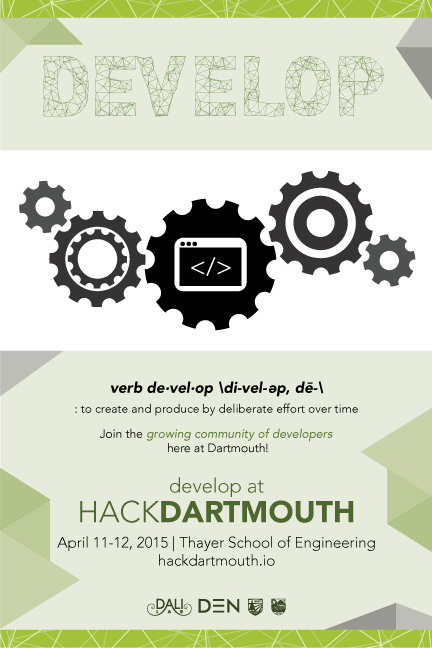 DEVELOP
</>
verb de·vel·op \di-vel-əp, dē-\
: to create and produce by deliberate effort over time
Join the growing community of developers
here at Dartmouth!
develop at
HACKDARTMOUTH
April 11-12, 2015 | Thayer School of Engineering
hackdartmouth.io
DALI DEN